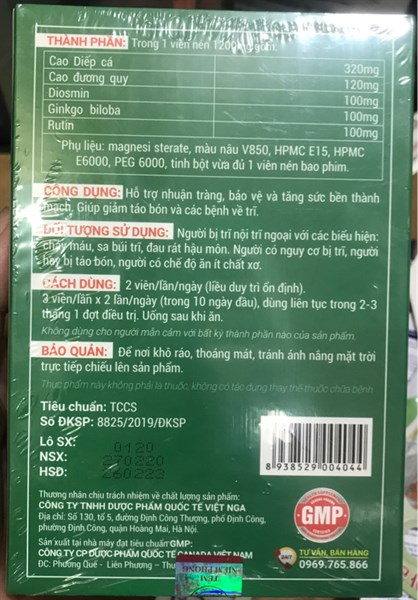 THÀNH PHẦN: Trong 1 viên nén 1200mg
Cao Diếp cá 320mg
Cao đương quy 120mg
Diosmin 100mg
Ginkgo biloba 100mg
Rutin 100mg
Phụ liệu: magnesi sterate, màu nâu V850, HPMC E15, HPMC
E6000, PEG 6000, tinh bột vừa đủ 1 viên nén bao phim.
CÔNG DỤNG: Hỗ trợ nhuận tràng, bảo vệ và tăng sức bền thành
mạch. Giúp giảm táo bón và các bệnh về trĩ.
ĐỐI TƯỢNG SỬ DỤNG: Người bị trĩ nội trĩ ngoại với các biểu hiện:
chảy máu, sa búi trĩ, đau rát hậu môn. Người có nguy cơ bị trĩ, người
hay bị táo bón, người có chế độ ăn ít chất xơ.
CÁCH DÙNG: 2 viên/lần/ngày (liều duy trì ổn định).
3 viên/lần x 2 lần/ngày (trong 10 ngày đầu), dùng liên tục trong 2-3
tháng 1 đợt điều trị. Uống sau khi ăn.
Không dùng cho người mẫn cảm với bất kỳ thành phần nào của sản phẩm.
BẢO QUẢN: Để nơi khô ráo, thoáng mát, tránh ánh nắng mặt trời
trực tiếp chiếu lên sản phẩm.
Thực phẩm này không phải là thuốc, không có tác dụng thay thế thuốc chữa bệnh.
Tiêu chuẩn: TCCS
Số ĐKSP: 8825/2019/ĐKSP
Lô SX: 0120
NSX: 270220
HSD: 260223
8 938529 004044
Thương nhân chịu trách nhiệm về chất lượng sản phẩm:
CÔNG TY TNHH DƯỢC PHẨM QUỐC TẾ VIỆT NGA
Địa chỉ: Số 130, tổ 5, đường Định Công Thượng, phố Định Công,
phường Định Công, quận Hoàng Mai, Hà Nội.
Sản xuất tại nhà máy đạt chuẩn GMP:
CÔNG TY CP DƯỢC PHẨM QUỐC TẾ CANADA VIỆT NAM
ĐC: Phương Quế - Liên Phương -
GMP
24/7
TƯ VẤN, BÁN HÀNG
0969.765.866